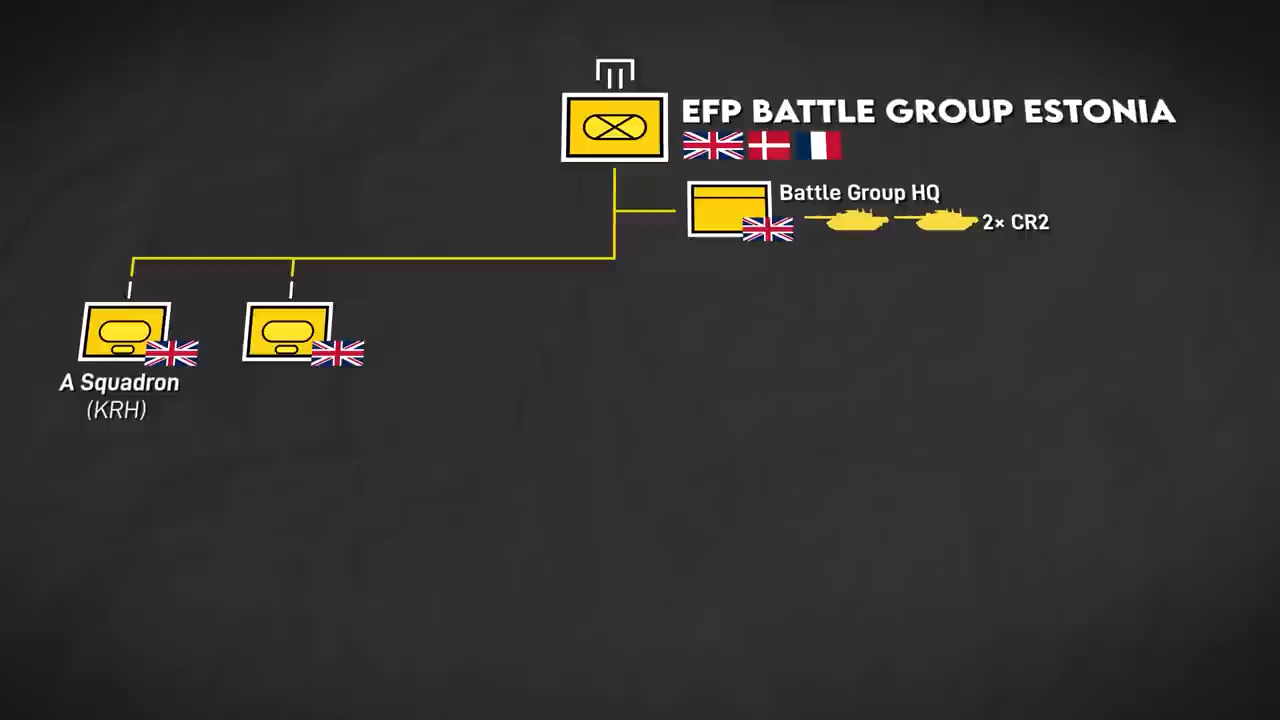 EFP BATTLE GROUP ESTONIA
Battle Group HQ
2× CR2
A Squadron
(KRH)